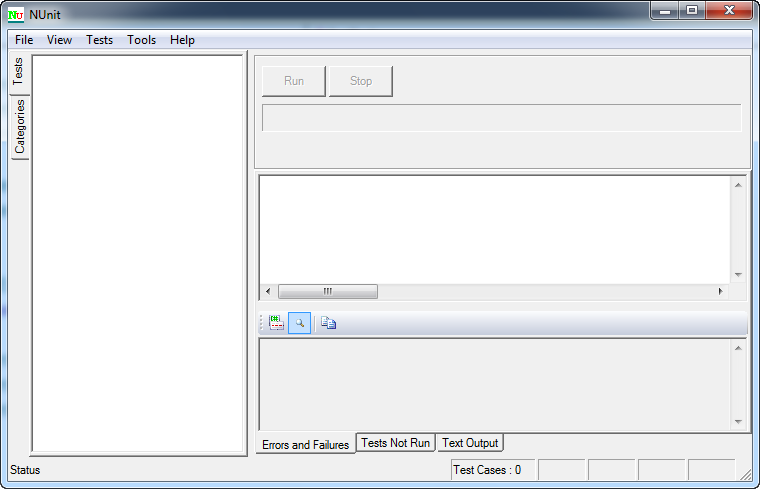 NU NUnit
File View Tests Tools Help
Tests
Categories
Run Stop
Errors and Failures Tests Not Run Text Output
Status Test Cases : 0